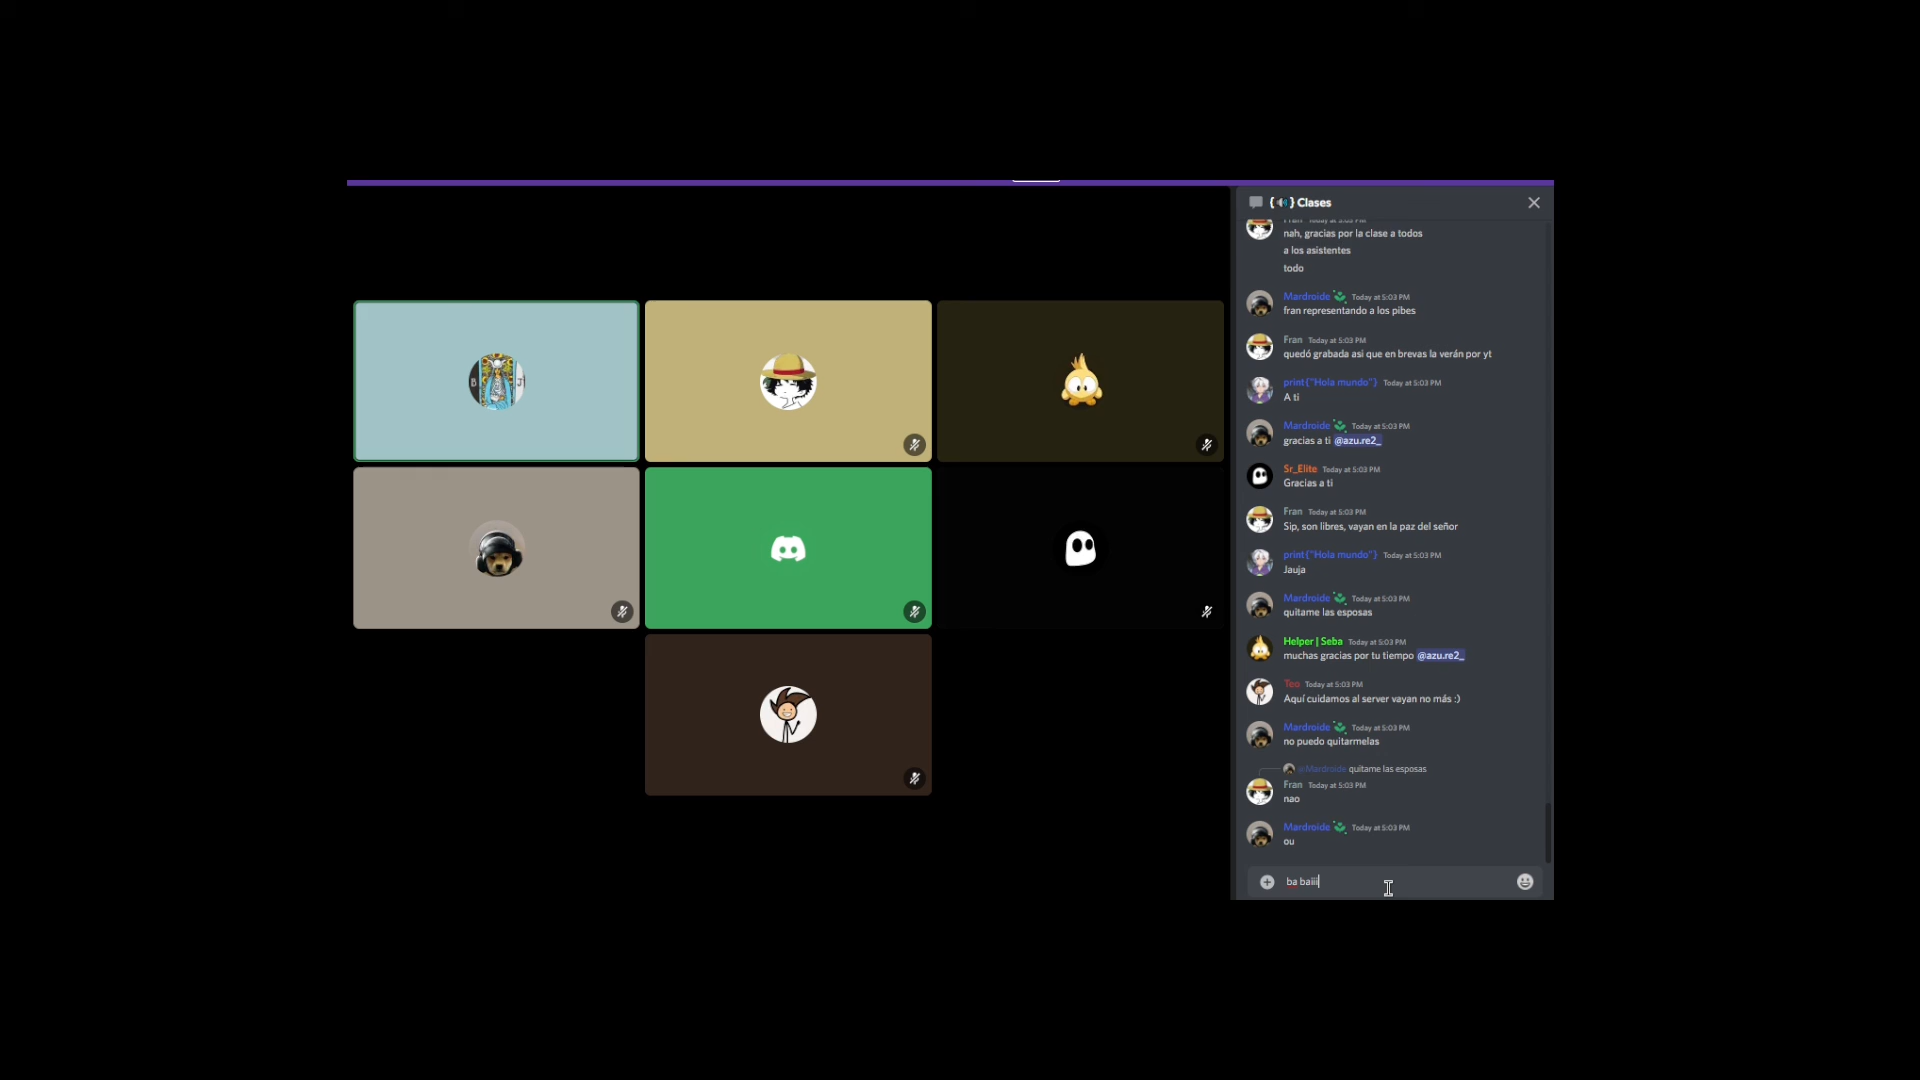 { } Clases
Fran Today at 5:03 PM
nah, gracias por la clase a todos
a los asistentes
todo
Mardroide Today at 5:03 PM
fran representando a los pibes
Fran Today at 5:03 PM
quedó grabada asi que en brevas la verán por yt
print{"Hola mundo"} Today at 5:03 PM
A ti
Mardroide Today at 5:03 PM
gracias a ti @azu.re2_
Sr_Elite Today at 5:03 PM
Gracias a ti
Fran Today at 5:03 PM
Sip, son libres, vayan en la paz del señor
print{"Hola mundo"} Today at 5:03 PM
Jauja
Mardroide Today at 5:03 PM
quitame las esposas
Helper | Seba Today at 5:03 PM
muchas gracias por tu tiempo @azu.re2_
Teo Today at 5:03 PM
Aquí cuidamos al server vayan no más :)
Mardroide Today at 5:03 PM
no puedo quitarmelas
@Mardroide quitame las esposas
Fran Today at 5:03 PM
nao
Mardroide Today at 5:03 PM
ou
ba baiii